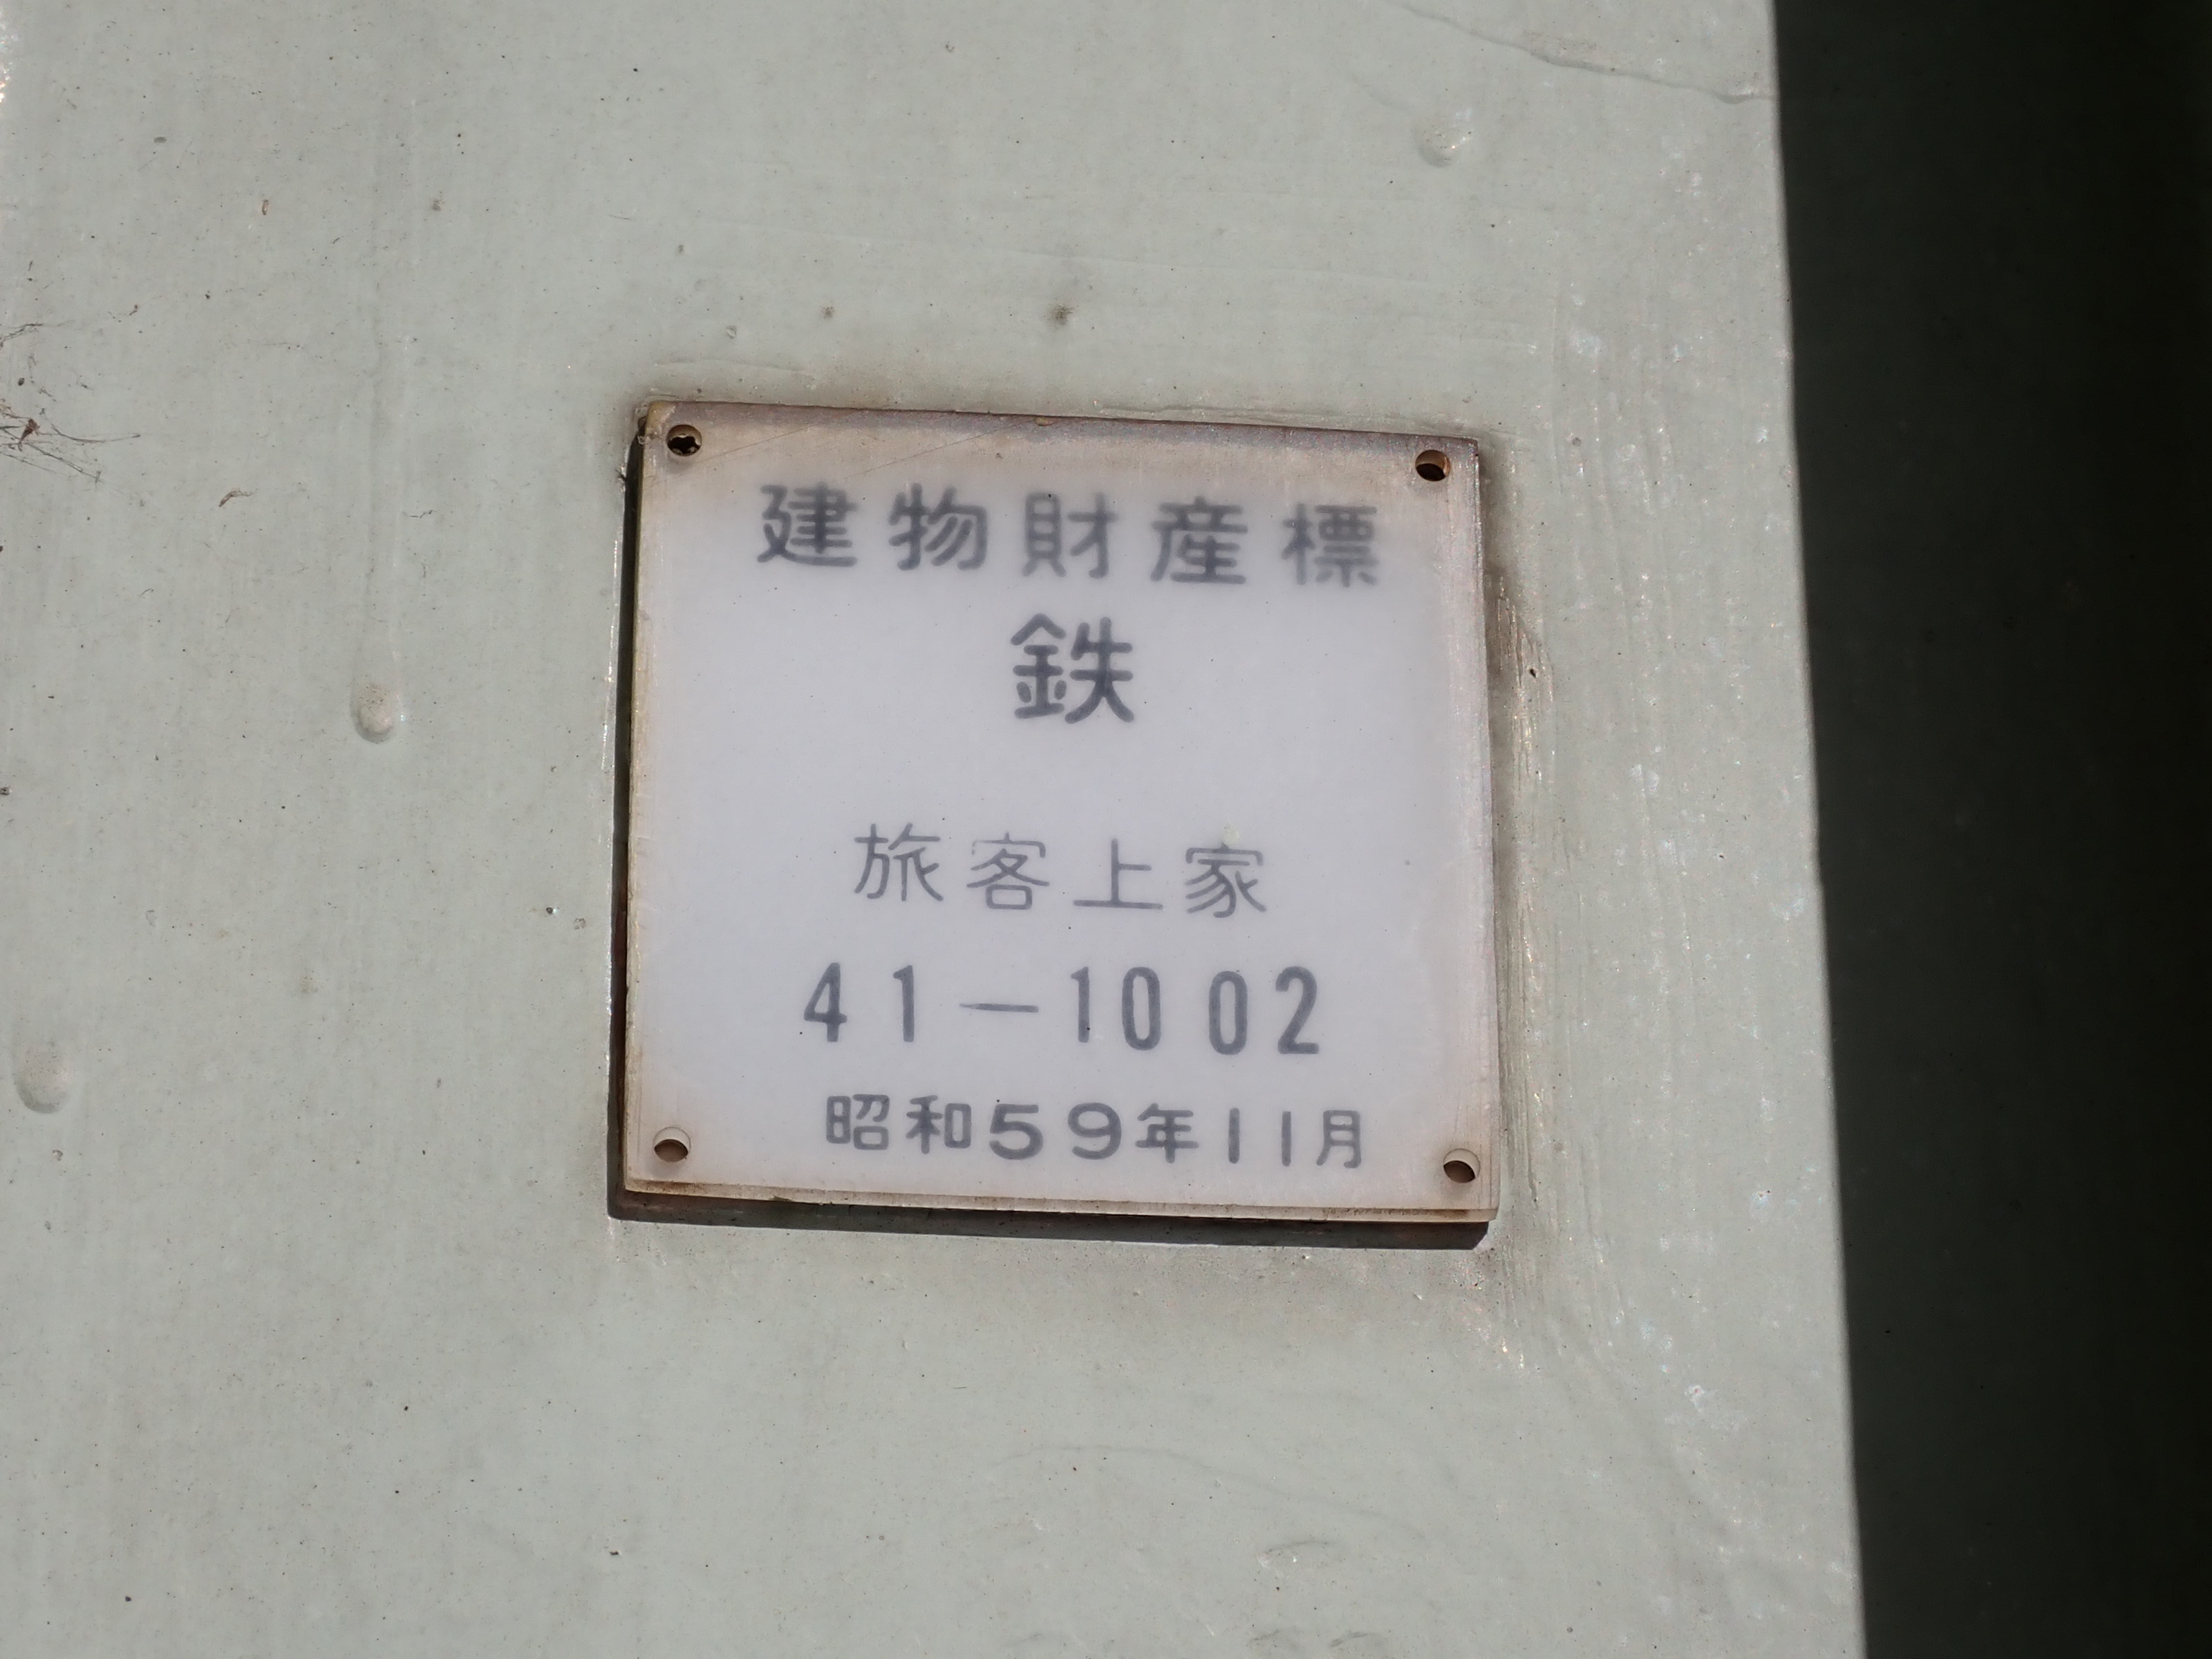 建物財産標
鉄
旅客上家
41-1002
昭和59年11月